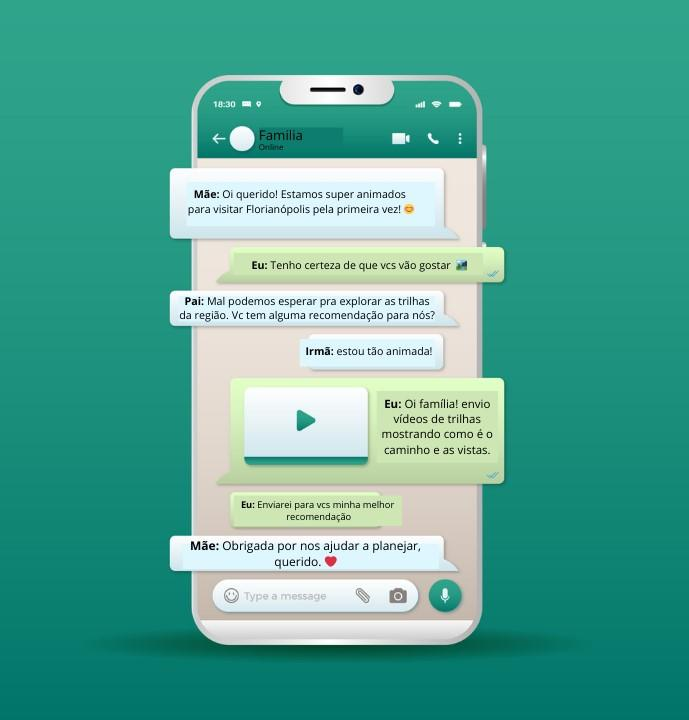 18:30
Família
Online
Mãe: Oi querido! Estamos super animados
para visitar Florianópolis pela primeira vez! 😊
Eu: Tenho certeza de que vcs vão gostar 🏞️
Pai: Mal podemos esperar pra explorar as trilhas
da região. Vc tem alguma recomendação para nós?
Irmã: estou tão animada!
Eu: Oi família! envio
vídeos de trilhas
mostrando como é o
caminho e as vistas.
Eu: Enviarei para vcs minha melhor
recomendação
Mãe: Obrigada por nos ajudar a planejar,
querido. ❤️
Type a message